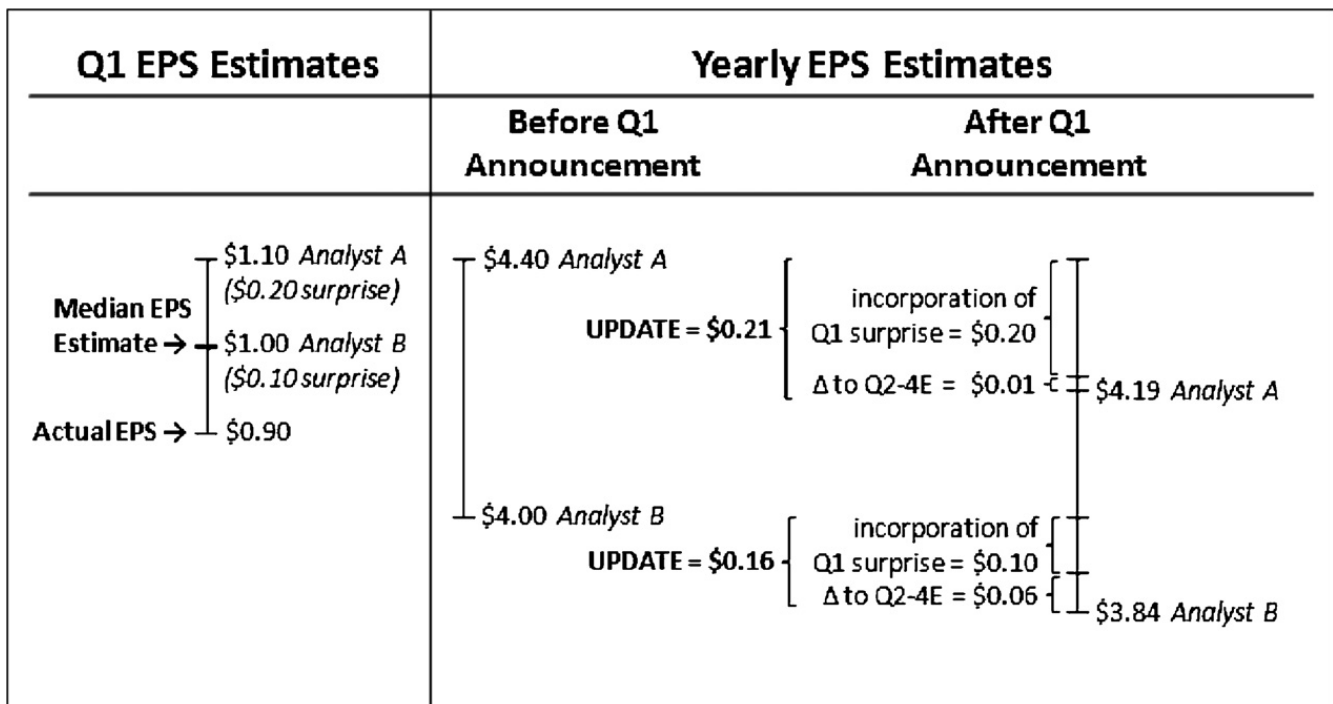 Q1 EPS Estimates
Yearly EPS Estimates
Before Q1
Announcement
After Q1
Announcement
$1.10 Analyst A
($0.20 surprise)
Median EPS
Estimate →
$1.00 Analyst B
($0.10 surprise)
Actual EPS →
$0.90
$4.40 Analyst A
UPDATE = $0.21
incorporation of
Q1 surprise = $0.20
Δ to Q2-4E = $0.01
$4.19 Analyst A
$4.00 Analyst B
UPDATE = $0.16
incorporation of
Q1 surprise = $0.10
Δ to Q2-4E = $0.06
$3.84 Analyst B